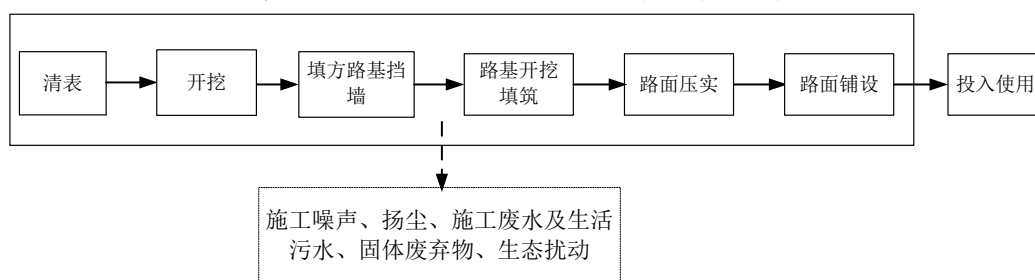 清表
开挖
填方路基挡
墙
路基开挖
填筑
路面压实
路面铺设
投入使用
施工噪声、扬尘、施工废水及生活
污水、固体废弃物、生态扰动